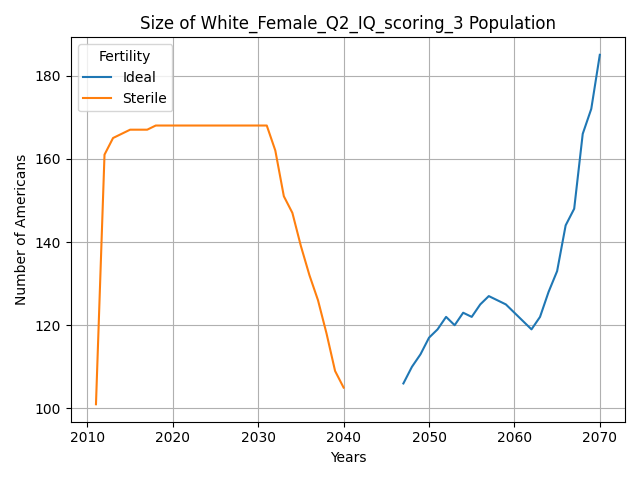 Size of White_Female_Q2_IQ_scoring_3 Population
Fertility
Ideal
Sterile
Number of Americans
180
160
140
120
100
2010 2020 2030 2040 2050 2060 2070
Years